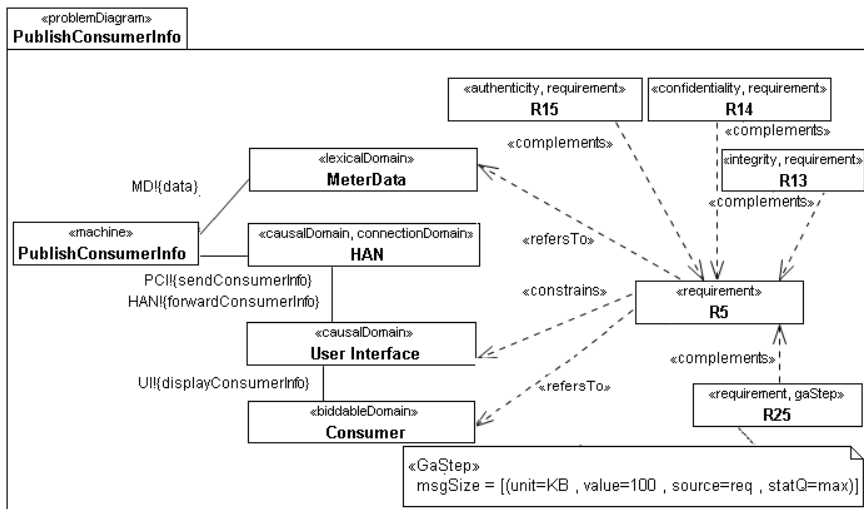 «problemDiagram»
PublishConsumerInfo
«authenticity, requirement»
R15
«confidentiality, requirement»
R14
«complements»
«complements»
«integrity, requirement»
R13
«complements»
«lexicalDomain»
MeterData
MD!{data}
«machine»
PublishConsumerInfo
«causalDomain, connectionDomain»
HAN
«refersTo»
PCI!{sendConsumerInfo}
HAN!{forwardConsumerInfo}
«constrains»
«requirement»
R5
«causalDomain»
User Interface
«complements»
UI!{displayConsumerInfo}
«refersTo»
«biddableDomain»
Consumer
«requirement, gaStep»
R25
«GaStep»
msgSize = [(unit=KB , value=100 , source=req , statQ=max)]